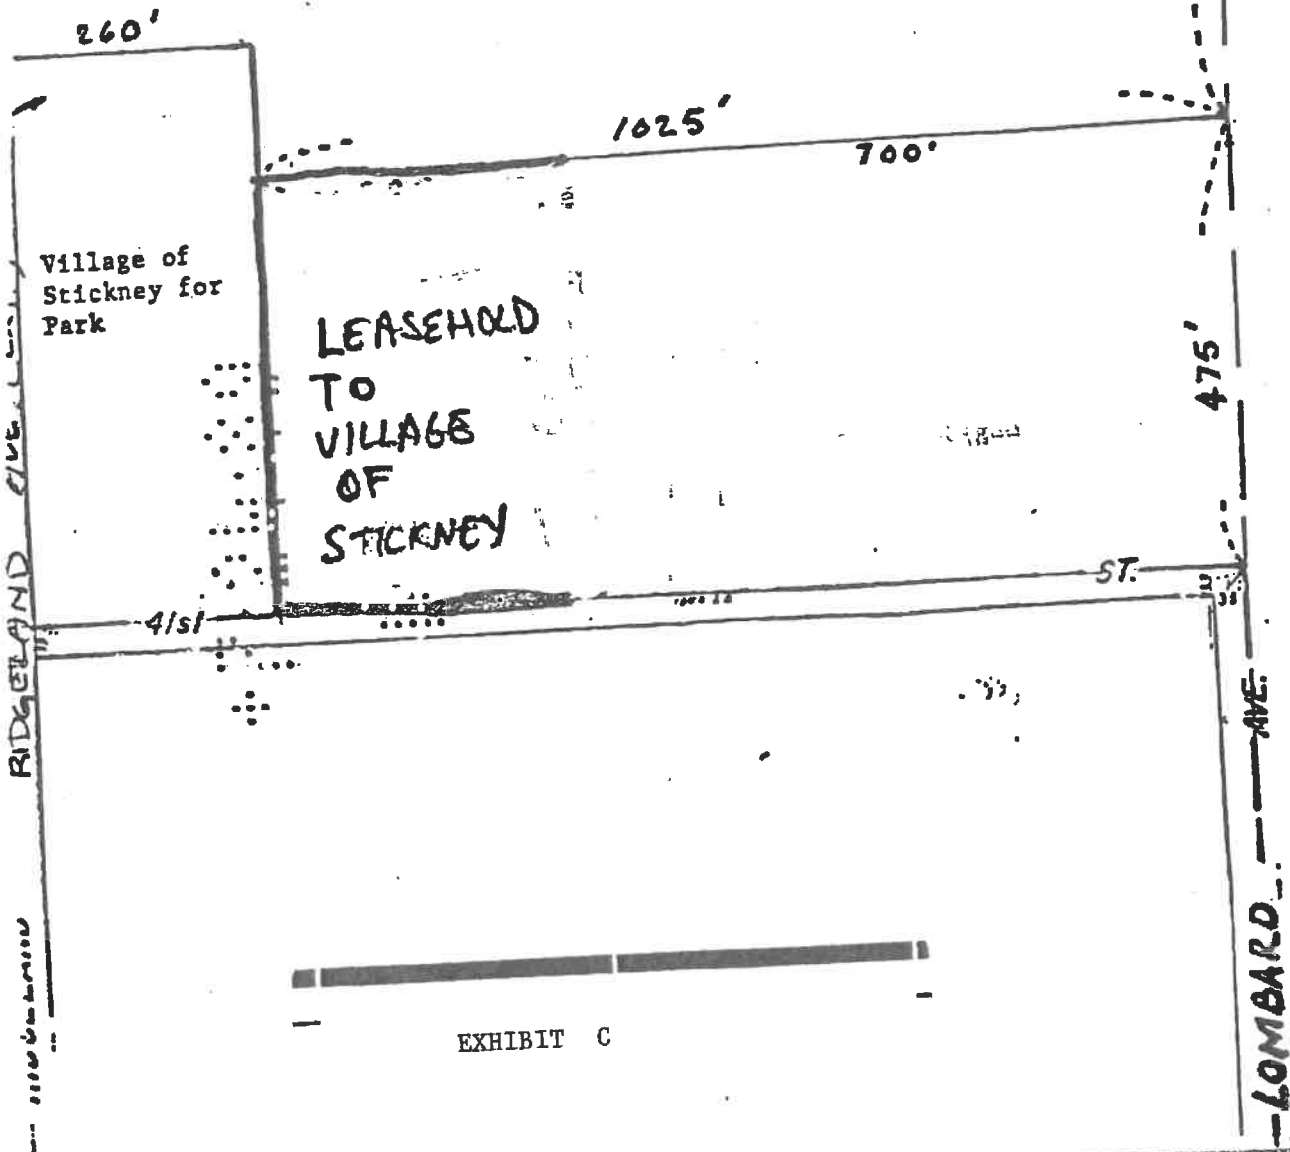 260'
1025'
700'
Village of
Stickney for
Park
LEASEHOLD
TO
VILLAGE
OF
STICKNEY
475'
RIDGELAND
41st
ST.
33
LOMBARD AVE.
EXHIBIT C